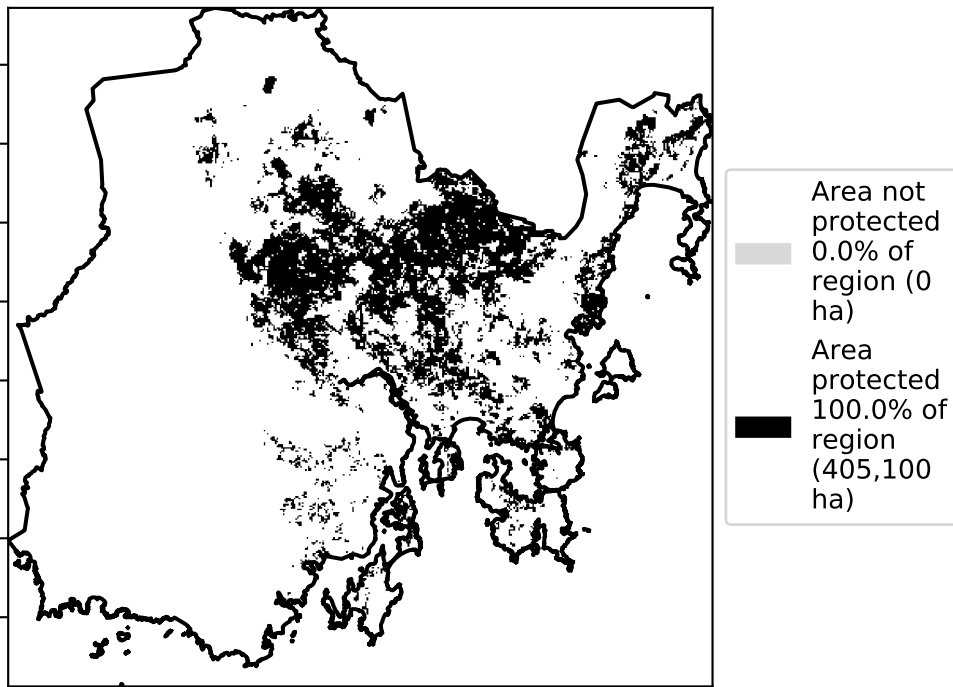 Area not
protected
0.0% of
region (0
ha)
Area
protected
100.0% of
region
(405,100
ha)